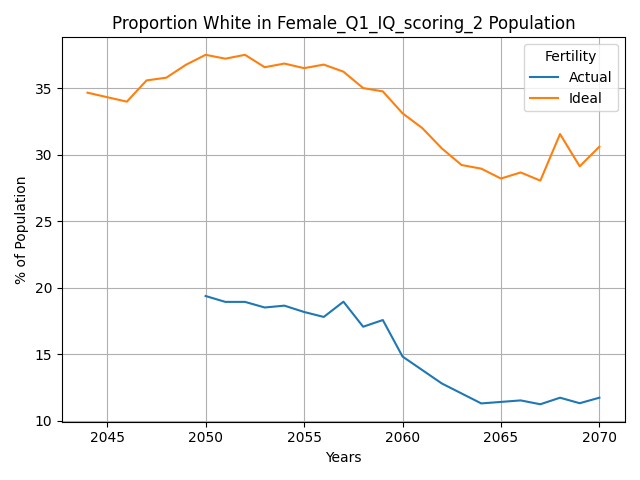 Proportion White in Female_Q1_IQ_scoring_2 Population
Fertility
Actual
Ideal
% of Population
35
30
25
20
15
10
2045 2050 2055 2060 2065 2070
Years